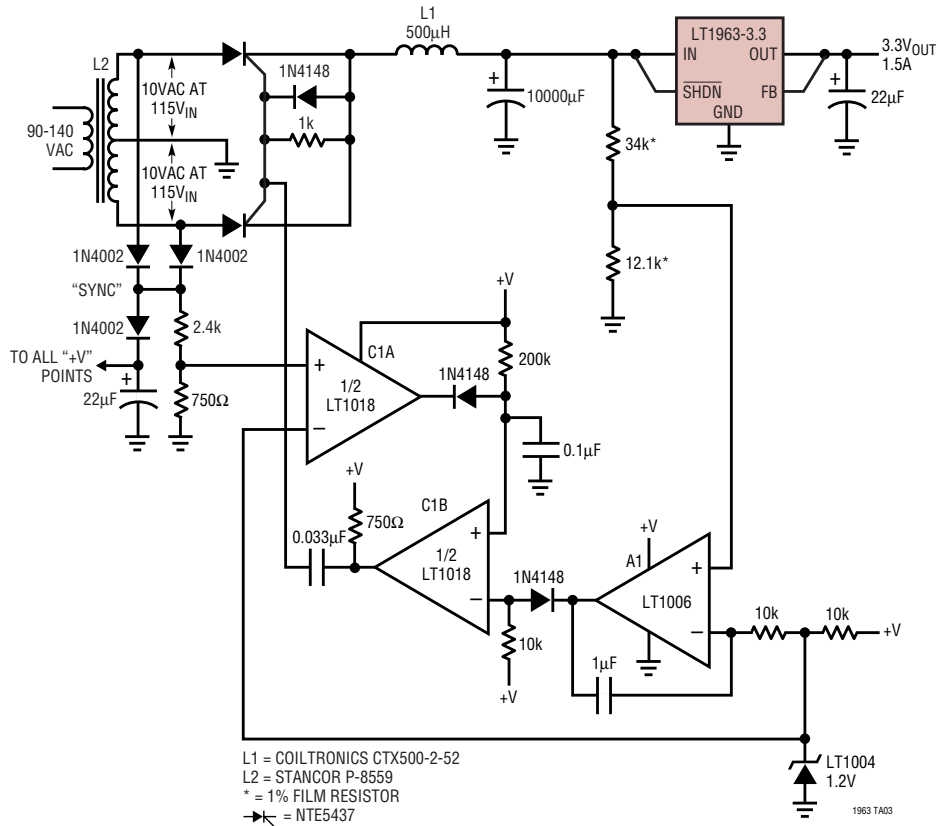 L1
500µH
LT1963-3.3
IN
OUT
3.3VOUT
1.5A
L2
10VAC AT
115VIN
1N4148
SHDN
FB
GND
+
10000µF
+
22µF
1k
34k*
90-140
VAC
10VAC AT
115VIN
1N4002
1N4002
12.1k*
"SYNC"
+V
1N4002
2.4k
C1A
200k
TO ALL "+V"
POINTS
+
1/2
LT1018
–
1N4148
+
22µF
750Ω
0.1µF
+V
C1B
750Ω
0.033µF
+
1/2
LT1018
–
+V
A1
+
1N4148
LT1006
–
10k
10k
10k
+V
1µF
+V
L1 = COILTRONICS CTX500-2-52
L2 = STANCOR P-8559
* = 1% FILM RESISTOR
= NTE5437
LT1004
1.2V
1963 TA03